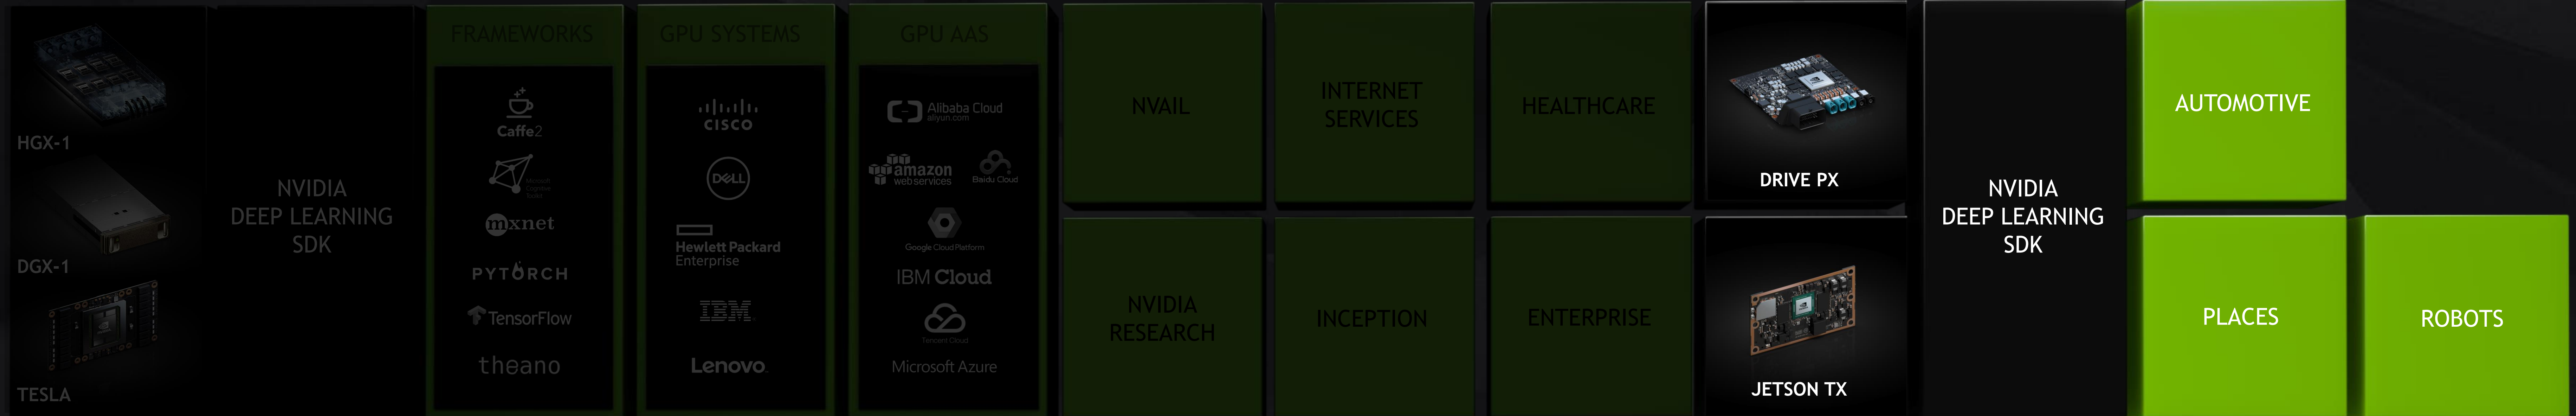 HGX-1
DGX-1
TESLA
NVIDIA
DEEP LEARNING
SDK
FRAMEWORKS
Caffe2
Microsoft
Cognitive
Toolkit
mxnet
PYTORCH
TensorFlow
theano
GPU SYSTEMS
CISCO
DELL
Hewlett Packard
Enterprise
IBM
Lenovo
GPU AAS
Alibaba Cloud
aliyun.com
amazon
webservices
Baidu Cloud
Google Cloud Platform
IBM Cloud
Tencent Cloud
Microsoft Azure
NVAIL
NVIDIA
RESEARCH
INTERNET
SERVICES
INCEPTION
HEALTHCARE
ENTERPRISE
DRIVE PX
JETSON TX
NVIDIA
DEEP LEARNING
SDK
AUTOMOTIVE
PLACES
ROBOTS